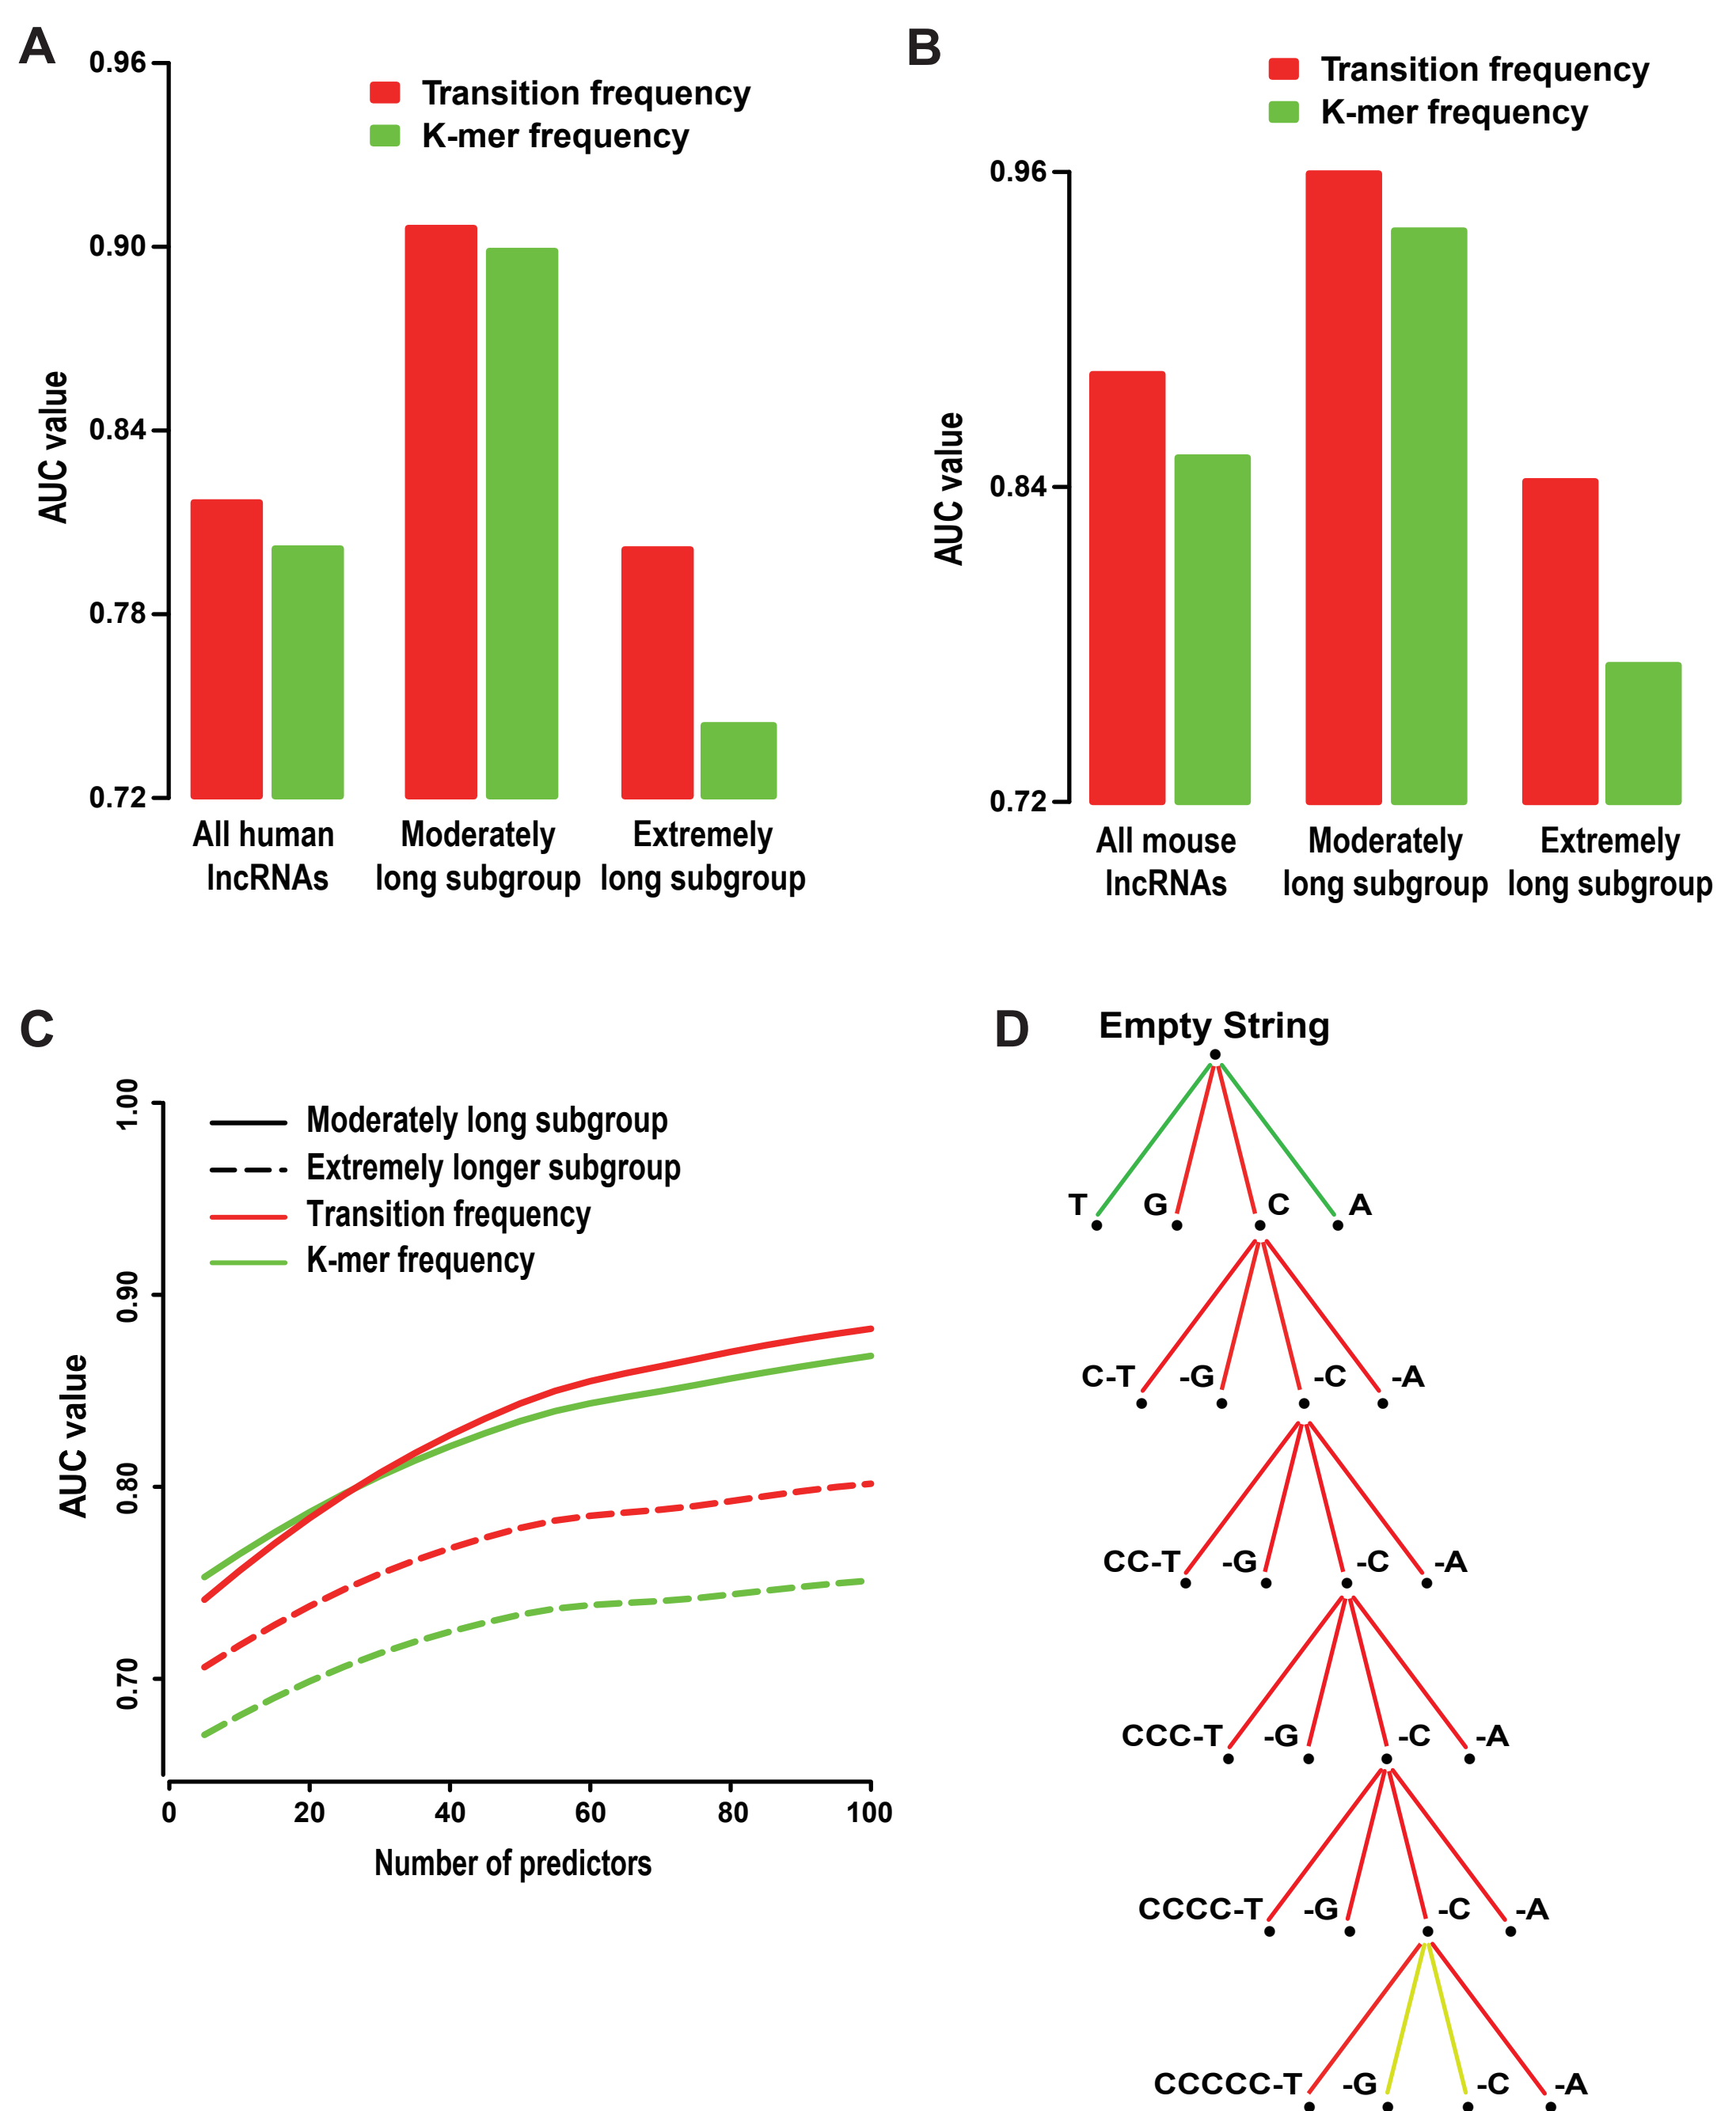 A
0.96
0.90
0.84
0.78
0.72
AUC value
Transition frequency
K-mer frequency
All human
lncRNAs
Moderately
long subgroup
Extremely
long subgroup
B
Transition frequency
K-mer frequency
0.96
0.84
0.72
AUC value
All mouse
lncRNAs
Moderately
long subgroup
Extremely
long subgroup
C
1.00
0.90
0.80
0.70
AUC value
Moderately long subgroup
Extremely longer subgroup
Transition frequency
K-mer frequency
0 20 40 60 80 100
Number of predictors
D
Empty String
T G C A
C-T -G -C -A
CC-T -G -C -A
CCC-T -G -C -A
CCCC-T -G -C -A
CCCCC-T -G -C -A